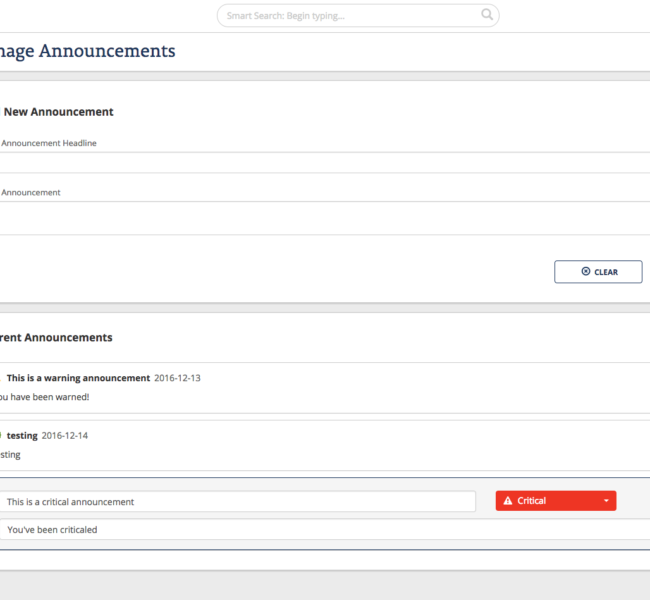 Smart Search: Begin typing...
nage Announcements
New Announcement
Announcement Headline
Announcement
CLEAR
rent Announcements
This is a warning announcement 2016-12-13
ou have been warned!
testing 2016-12-14
sting
This is a critical announcement
Critical
You've been criticaled